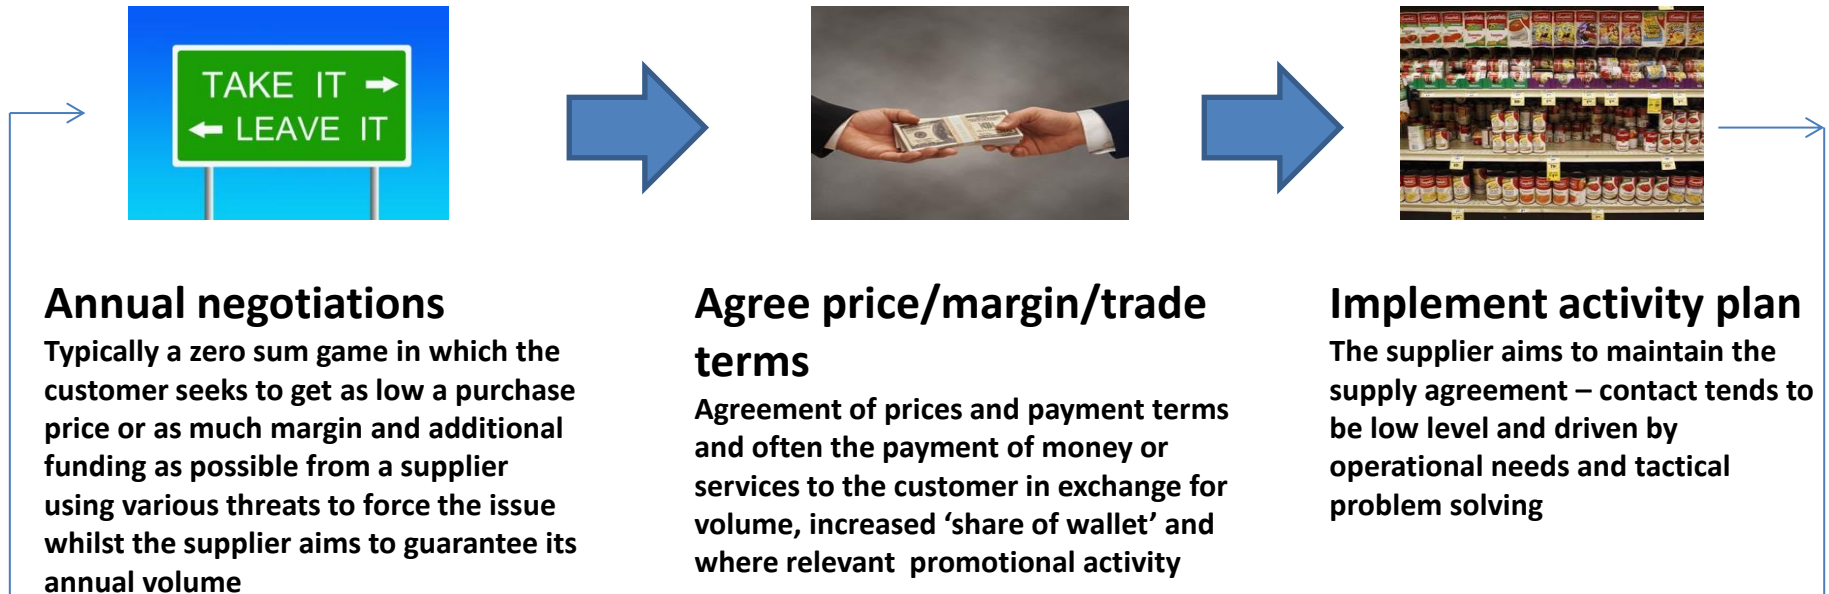 TAKE IT →
← LEAVE IT
Annual negotiations
Typically a zero sum game in which the
customer seeks to get as low a purchase
price or as much margin and additional
funding as possible from a supplier
using various threats to force the issue
whilst the supplier aims to guarantee its
annual volume
Agree price/margin/trade
terms
Agreement of prices and payment terms
and often the payment of money or
services to the customer in exchange for
volume, increased ‘share of wallet’ and
where relevant  promotional activity
Implement activity plan
The supplier aims to maintain the
supply agreement – contact tends to
be low level and driven by
operational needs and tactical
problem solving